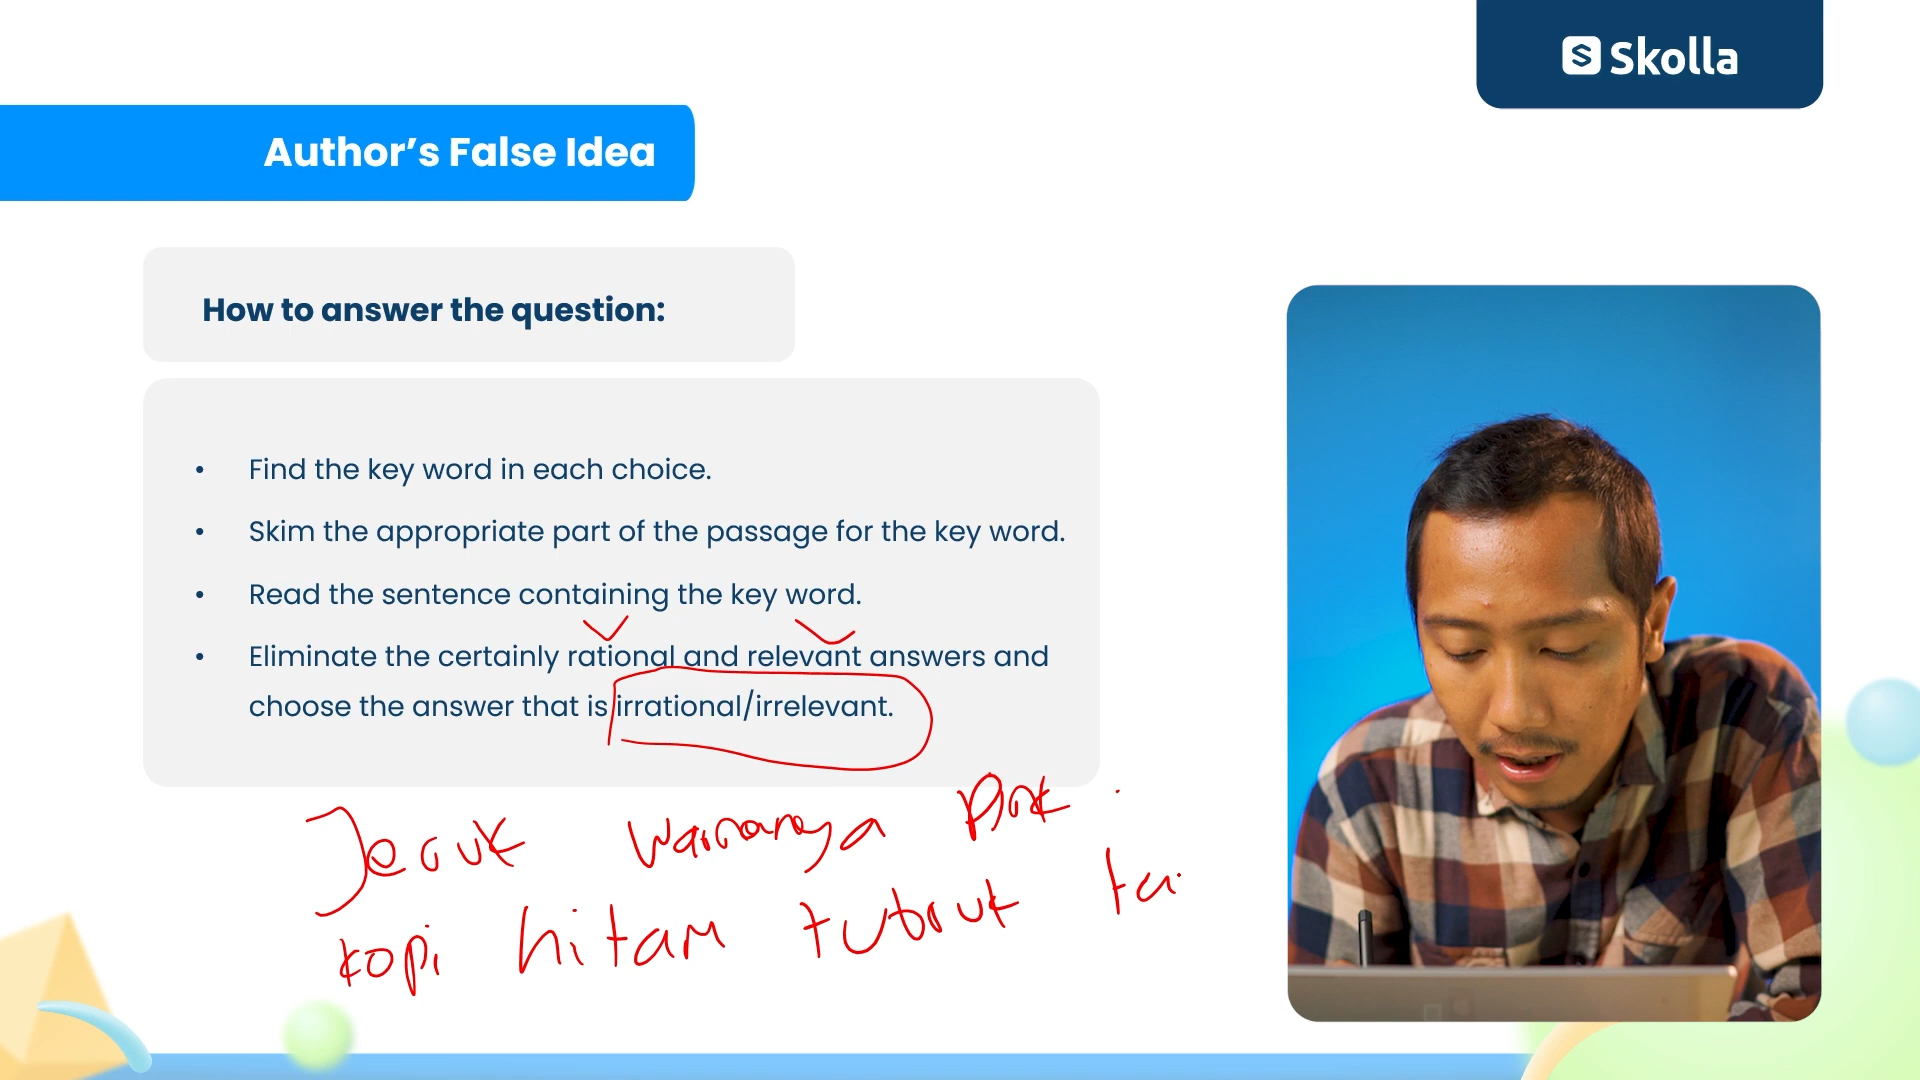 Skolla
Author's False Idea
How to answer the question:
• Find the key word in each choice.
• Skim the appropriate part of the passage for the key word.
• Read the sentence containing the key word.
• Eliminate the certainly rational and relevant answers and
choose the answer that is irrational/irrelevant.
Jeruk warnanya pink.
kopi hitam tubruk